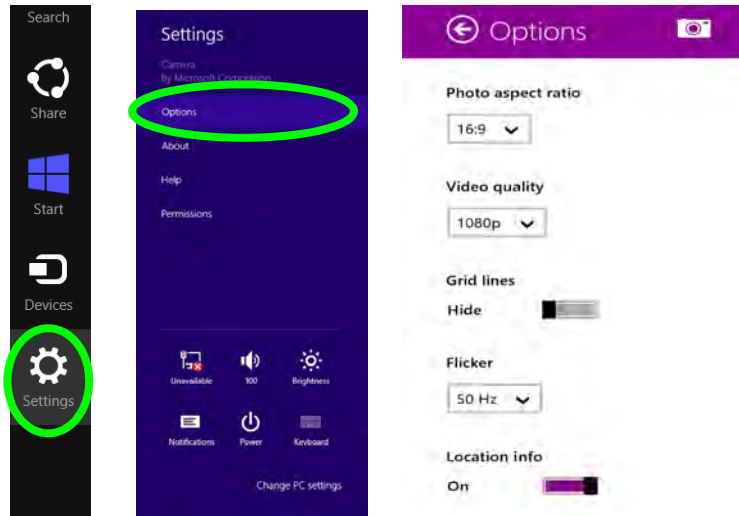 Search
Share
Start
Devices
Settings
Settings
Camera
By Microsoft Corporation
Options
About
Help
Permissions
Unavailable
100
Brightness
Notifications
Power
Keyboard
Change PC settings
Options
Photo aspect ratio
16:9
Video quality
1080p
Grid lines
Hide
Flicker
50 Hz
Location info
On